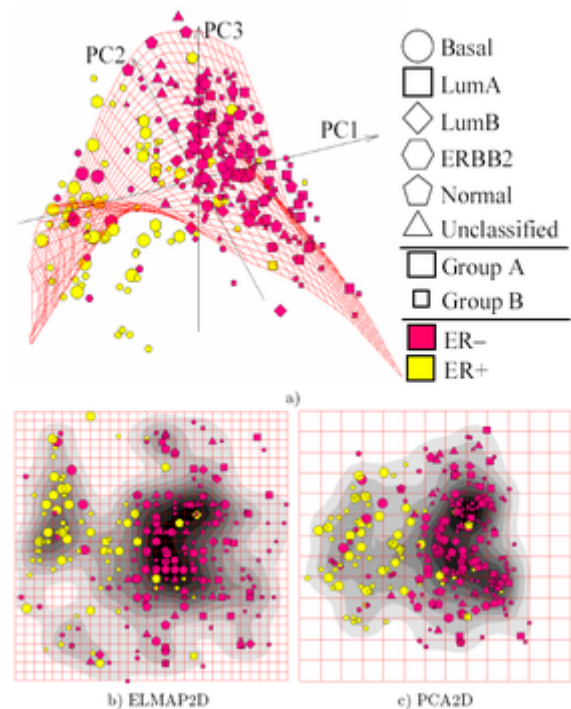 PC3
PC2
PC1
Basal
LumA
LumB
ERBB2
Normal
Unclassified
Group A
Group B
ER–
ER+
a)
b) ELMAP2D
c) PCA2D